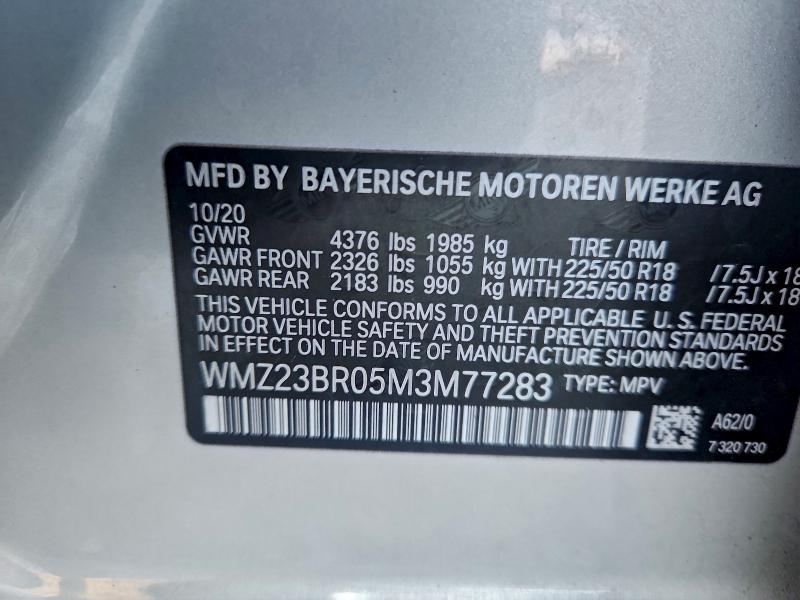 MFD BY BAYERISCHE MOTOREN WERKE AG
10/20
GVWR 4376 lbs 1985 kg TIRE / RIM
GAWR FRONT 2326 lbs 1055 kg WITH 225/50 R18 /7.5J x 18
GAWR REAR 2183 lbs 990 kg WITH 225/50 R18 /7.5J x 18
THIS VEHICLE CONFORMS TO ALL APPLICABLE U. S. FEDERAL
MOTOR VEHICLE SAFETY AND THEFT PREVENTION STANDARDS
IN EFFECT ON THE DATE OF MANUFACTURE SHOWN ABOVE.
WMZ23BR05M3M77283 TYPE: MPV
A62/0
7 320 730